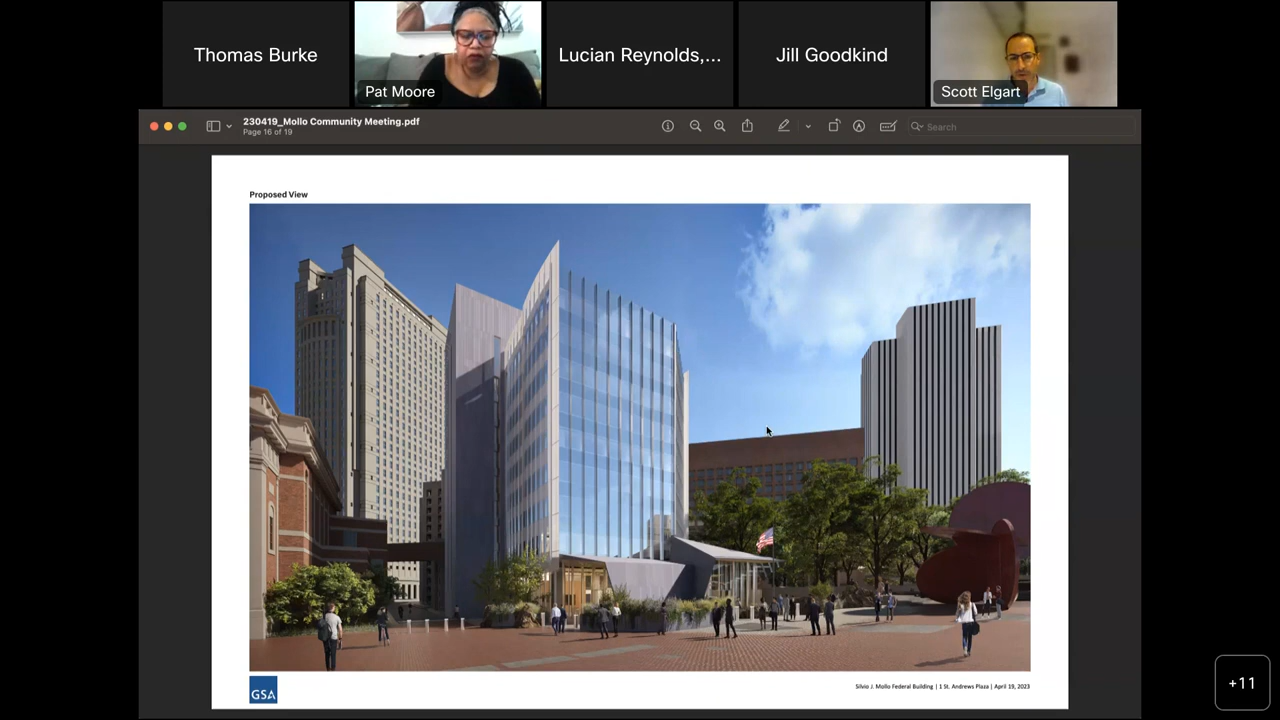 Thomas Burke
Pat Moore
Lucian Reynolds,...
Jill Goodkind
Scott Elgart
230419_Mollo Community Meeting.pdf
Page 16 of 19
Search
Proposed View
GSA
Silvio J. Mollo Federal Building | 1 St. Andrews Plaza | April 19, 2023
+11